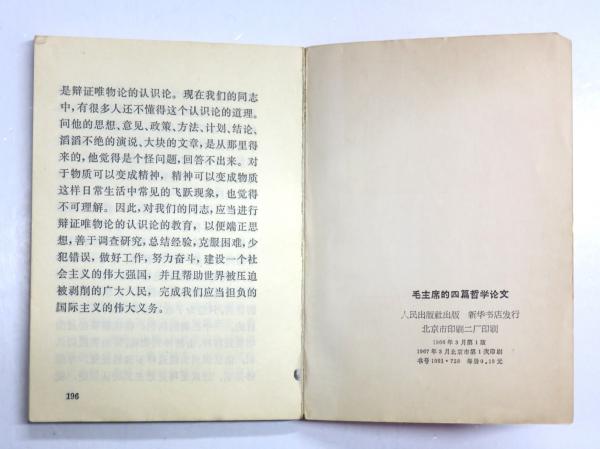 是辩证唯物论的认识论。现在我们的同志
中，有很多人还不懂得这个认识论的道理。
问他的思想、意见、政策、方法、计划、结论、
滔滔不绝的演说、大块的文章，是从那里得
来的，他觉得是个怪问题，回答不出来。对
于物质可以变成精神，精神可以变成物质
这样日常生活中常见的飞跃现象，也觉得
不可理解。因此，对我们的同志，应当进行
辩证唯物论的认识论的教育，以便端正思
想，善于调查研究，总结经验，克服困难，少
犯错误，做好工作，努力奋斗，建设一个社
会主义的伟大强国，并且帮助世界被压迫
被剥削的广大人民，完成我们应当担负的
国际主义的伟大义务。
196
毛主席的四篇哲学论文
人民出版社出版 新华书店发行
北京市印刷二厂印刷
1966年3月第1版
1967年3月北京市第1次印刷
书号1001·728 每册0.19元